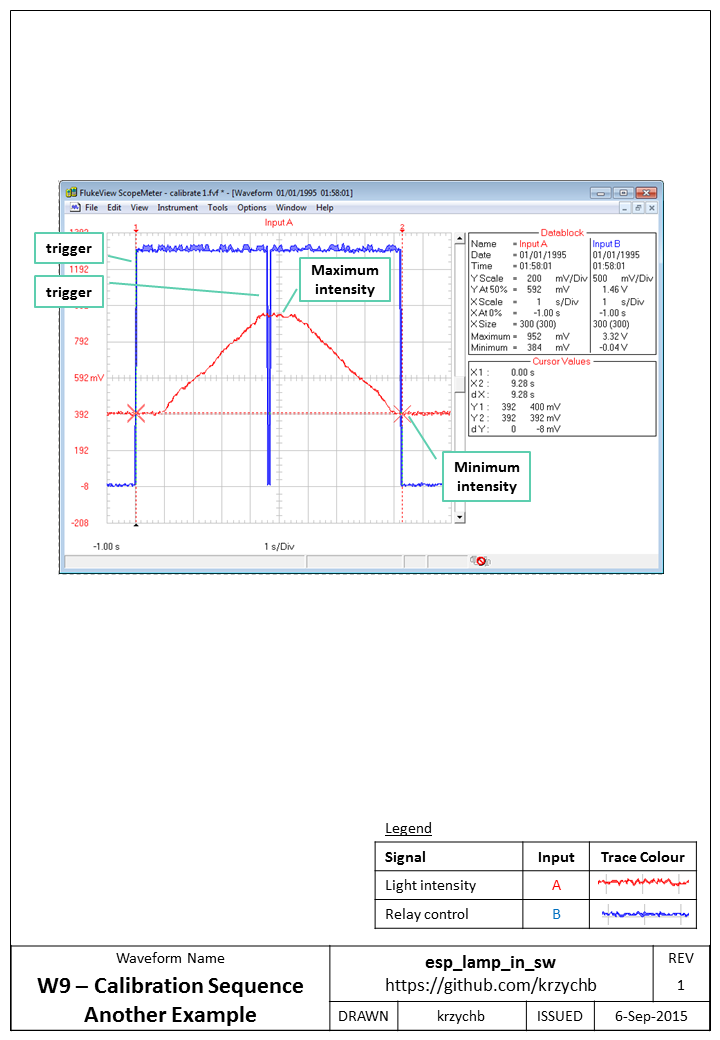 FlukeView ScopeMeter - calibrate 1.fvf * - [Waveform 01/01/1995 01:58:01]
File Edit View Instrument Tools Options Window Help
Input A
1 2
trigger
1192
trigger
Maximum
intensity
792
592 mV
392
192
-8
-208
Minimum
intensity
-1.00 s 1 s/Div
Datablock
Name = Input A Input B
Date = 01/01/1995 01/01/1995
Time = 01:58:01 01:58:01
Y Scale = 200 mV/Div 500 mV/Div
Y At 50% = 592 mV 1.46 V
X Scale = 1 s/Div 1 s/Div
X At 0% = -1.00 s -1.00 s
X Size = 300 (300) 300 (300)
Maximum = 952 mV 3.32 V
Minimum = 384 mV -0.04 V
Cursor Values
X1 : 0.00 s
X2 : 9.28 s
dX : 9.28 s
Y1 : 392 400 mV
Y2 : 392 392 mV
dY : 0 -8 mV
Legend
Signal Input Trace Colour
Light intensity A
Relay control B
Waveform Name
W9 – Calibration Sequence
Another Example
esp_lamp_in_sw
https://github.com/krzychb
REV
1
DRAWN krzychb ISSUED 6-Sep-2015